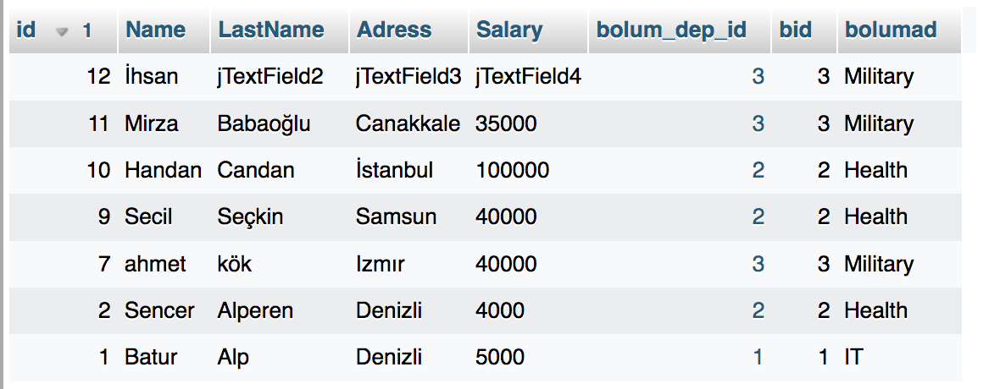 id 1 Name LastName Adress Salary bolum_dep_id bid bolumad
12 İhsan jTextField2 jTextField3 jTextField4 3 3 Military
11 Mirza Babaoğlu Canakkale 35000 3 3 Military
10 Handan Candan İstanbul 100000 2 2 Health
9 Secil Seçkin Samsun 40000 2 2 Health
7 ahmet kök Izmır 40000 3 3 Military
2 Sencer Alperen Denizli 4000 2 2 Health
1 Batur Alp Denizli 5000 1 1 IT